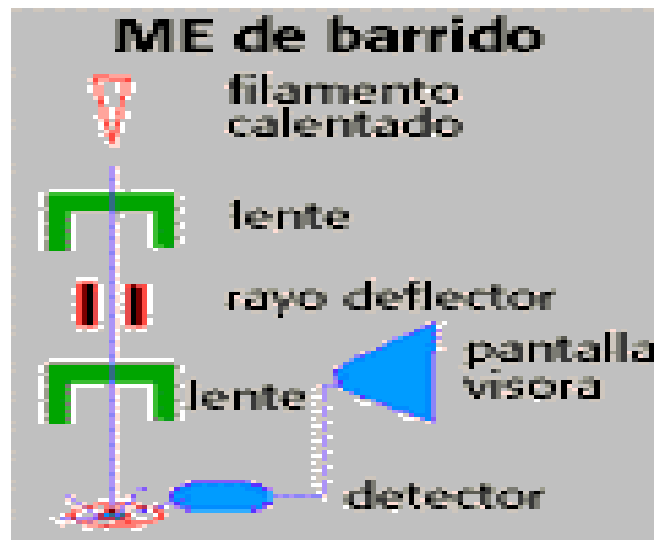 ME de barrido
filamento
calentado
lente
rayo deflector
pantalla
visora
lente
detector